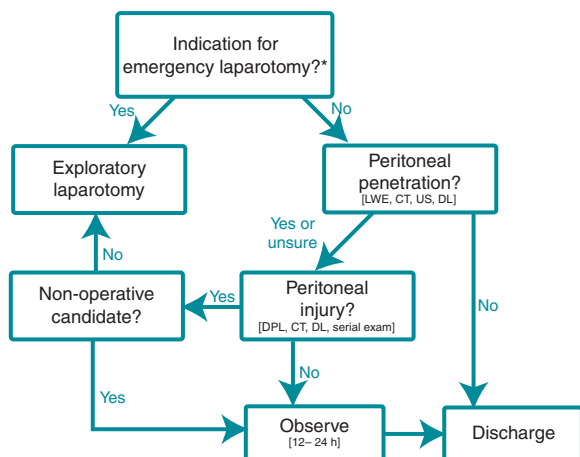 Indication for
emergency laparotomy?*
Yes
No
Exploratory
laparotomy
Peritoneal
penetration?
[LWE, CT, US, DL]
Yes or
unsure
No
Non-operative
candidate?
Yes
Peritoneal
injury?
[DPL, CT, DL, serial exam]
No
Yes
No
Observe
[12– 24 h]
Discharge